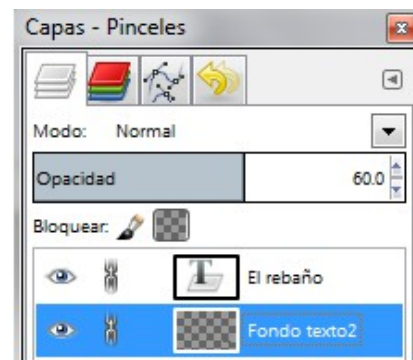 Capas - Pinceles
Modo: Normal
Opacidad 60.0
Bloquear:
El rebaño
Fondo texto2